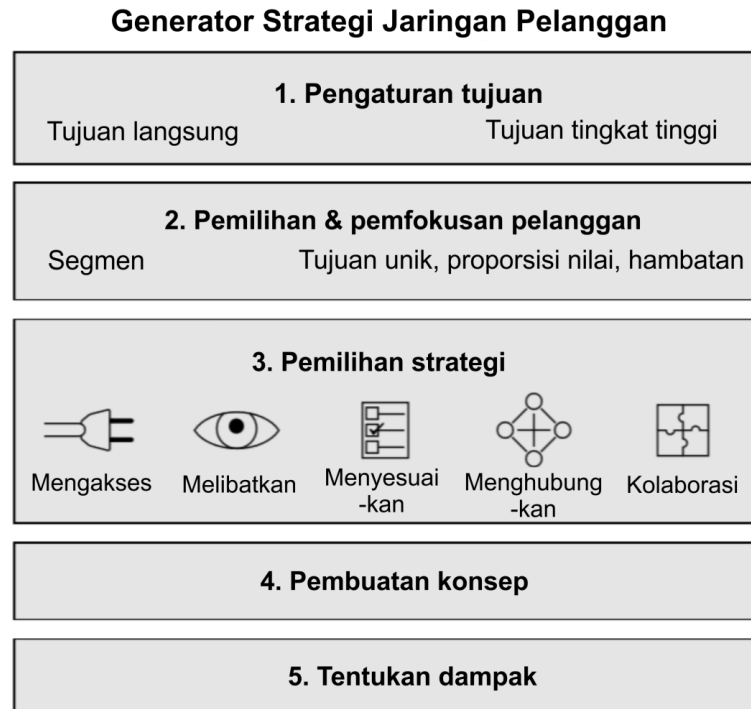 Generator Strategi Jaringan Pelanggan
1. Pengaturan tujuan
Tujuan langsung
Tujuan tingkat tinggi
2. Pemilihan & pemfokusan pelanggan
Segmen
Tujuan unik, proporsisi nilai, hambatan
3. Pemilihan strategi
Mengakses
Melibatkan
Menyesuai
-kan
Menghubung
-kan
Kolaborasi
4. Pembuatan konsep
5. Tentukan dampak